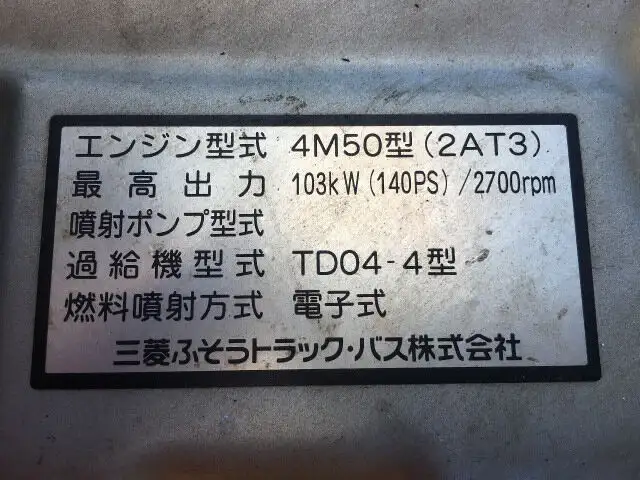 エンジン型式 4M50型(2AT3)
最高出力 103kW(140PS)/2700rpm
噴射ポンプ型式
過給機型式 TD04-4型
燃料噴射方式 電子式
三菱ふそうトラック・バス株式会社